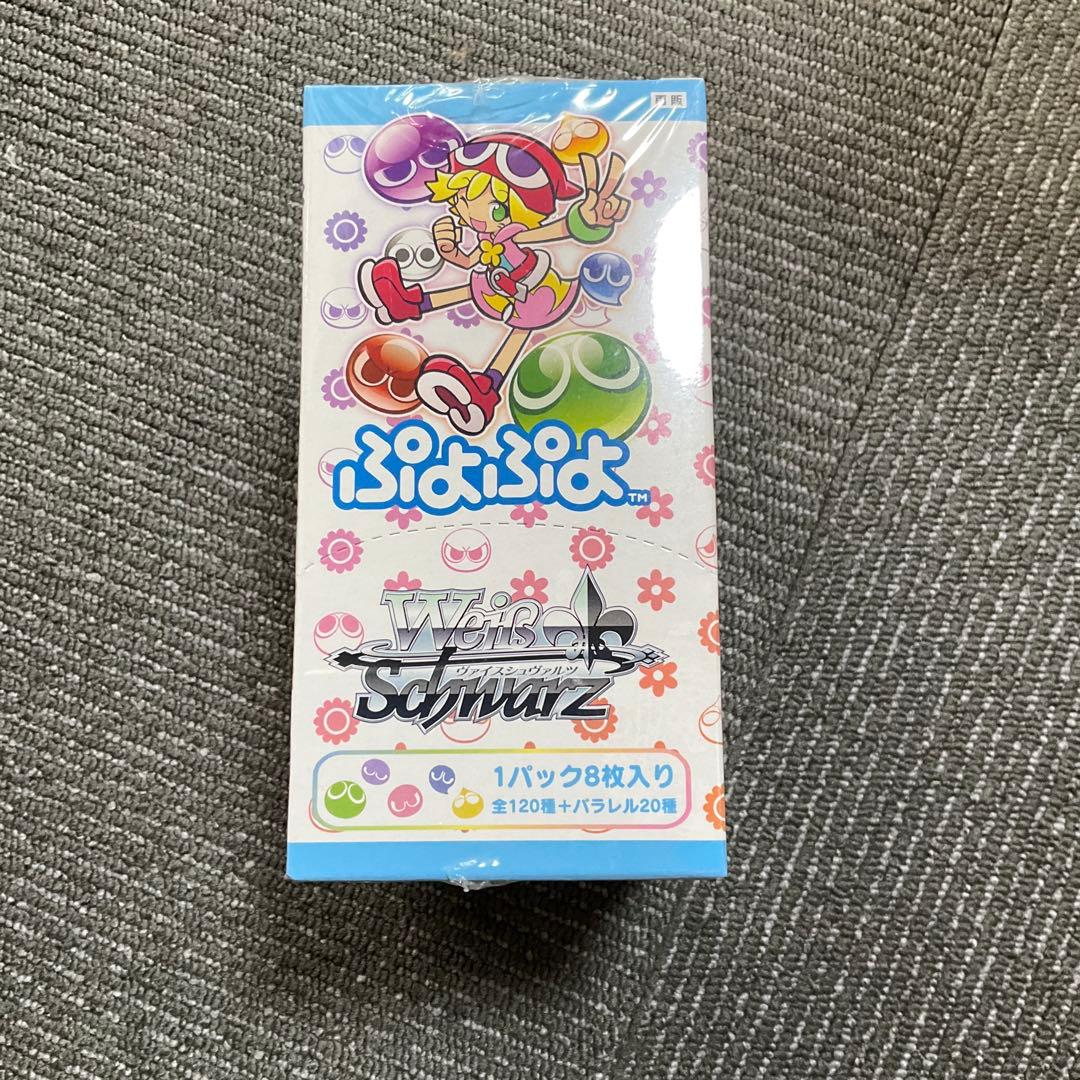 再販
ぷよぷよ™
Weiß
ヴァイスシュヴァルツ
Schwarz
1パック8枚入り
全120種+パラレル20種